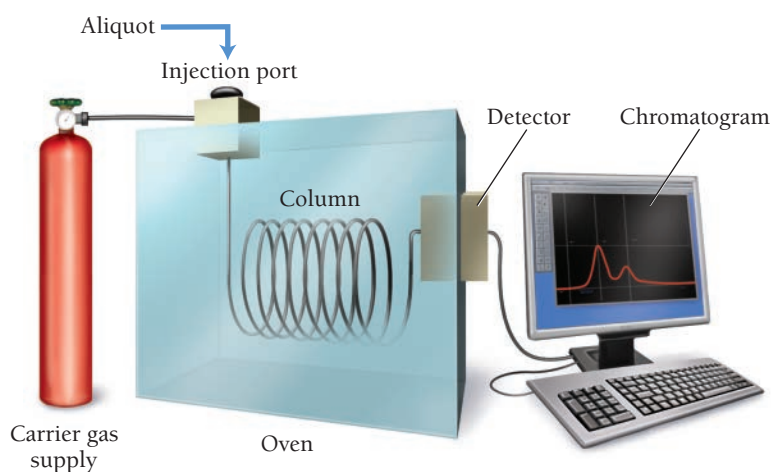 Aliquot
Injection port
Detector
Chromatogram
Column
Carrier gas
supply
Oven